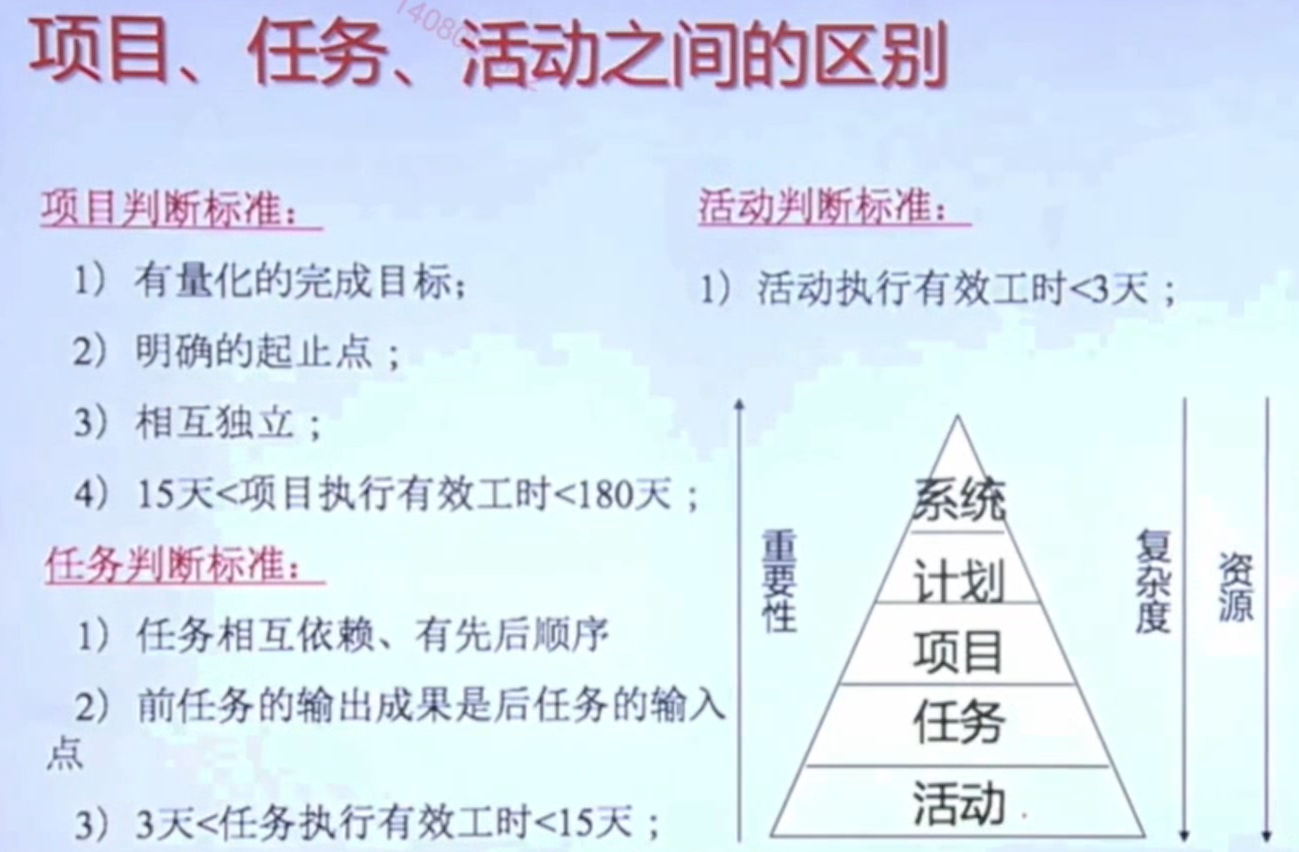 项目、任务、活动之间的区别
项目判断标准：
1）有量化的完成目标；
2）明确的起止点；
3）相互独立；
4）15天<项目执行有效工时<180天；
任务判断标准：
1）任务相互依赖、有先后顺序
2）前任务的输出成果是后任务的输入
点
3）3天<任务执行有效工时<15天；
活动判断标准：
1）活动执行有效工时<3天；
重要性
系统
计划
项目
任务
活动
复杂度
资源